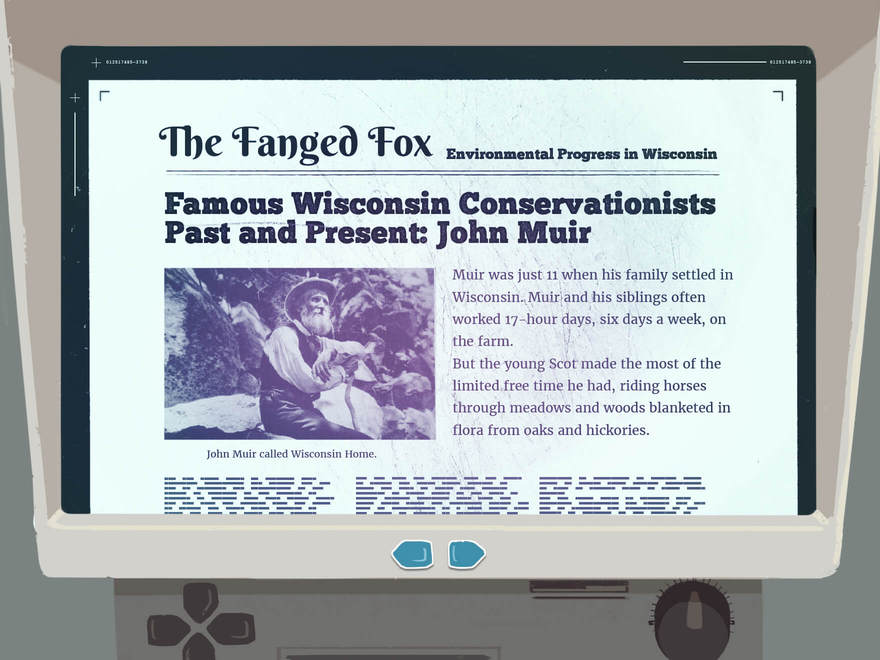 012517485-3738
012517485-3738
The Fanged Fox
Environmental Progress in Wisconsin
Famous Wisconsin Conservationists
Past and Present: John Muir
Muir was just 11 when his family settled in
Wisconsin. Muir and his siblings often
worked 17-hour days, six days a week, on
the farm.
But the young Scot made the most of the
limited free time he had, riding horses
through meadows and woods blanketed in
flora from oaks and hickories.
John Muir called Wisconsin Home.